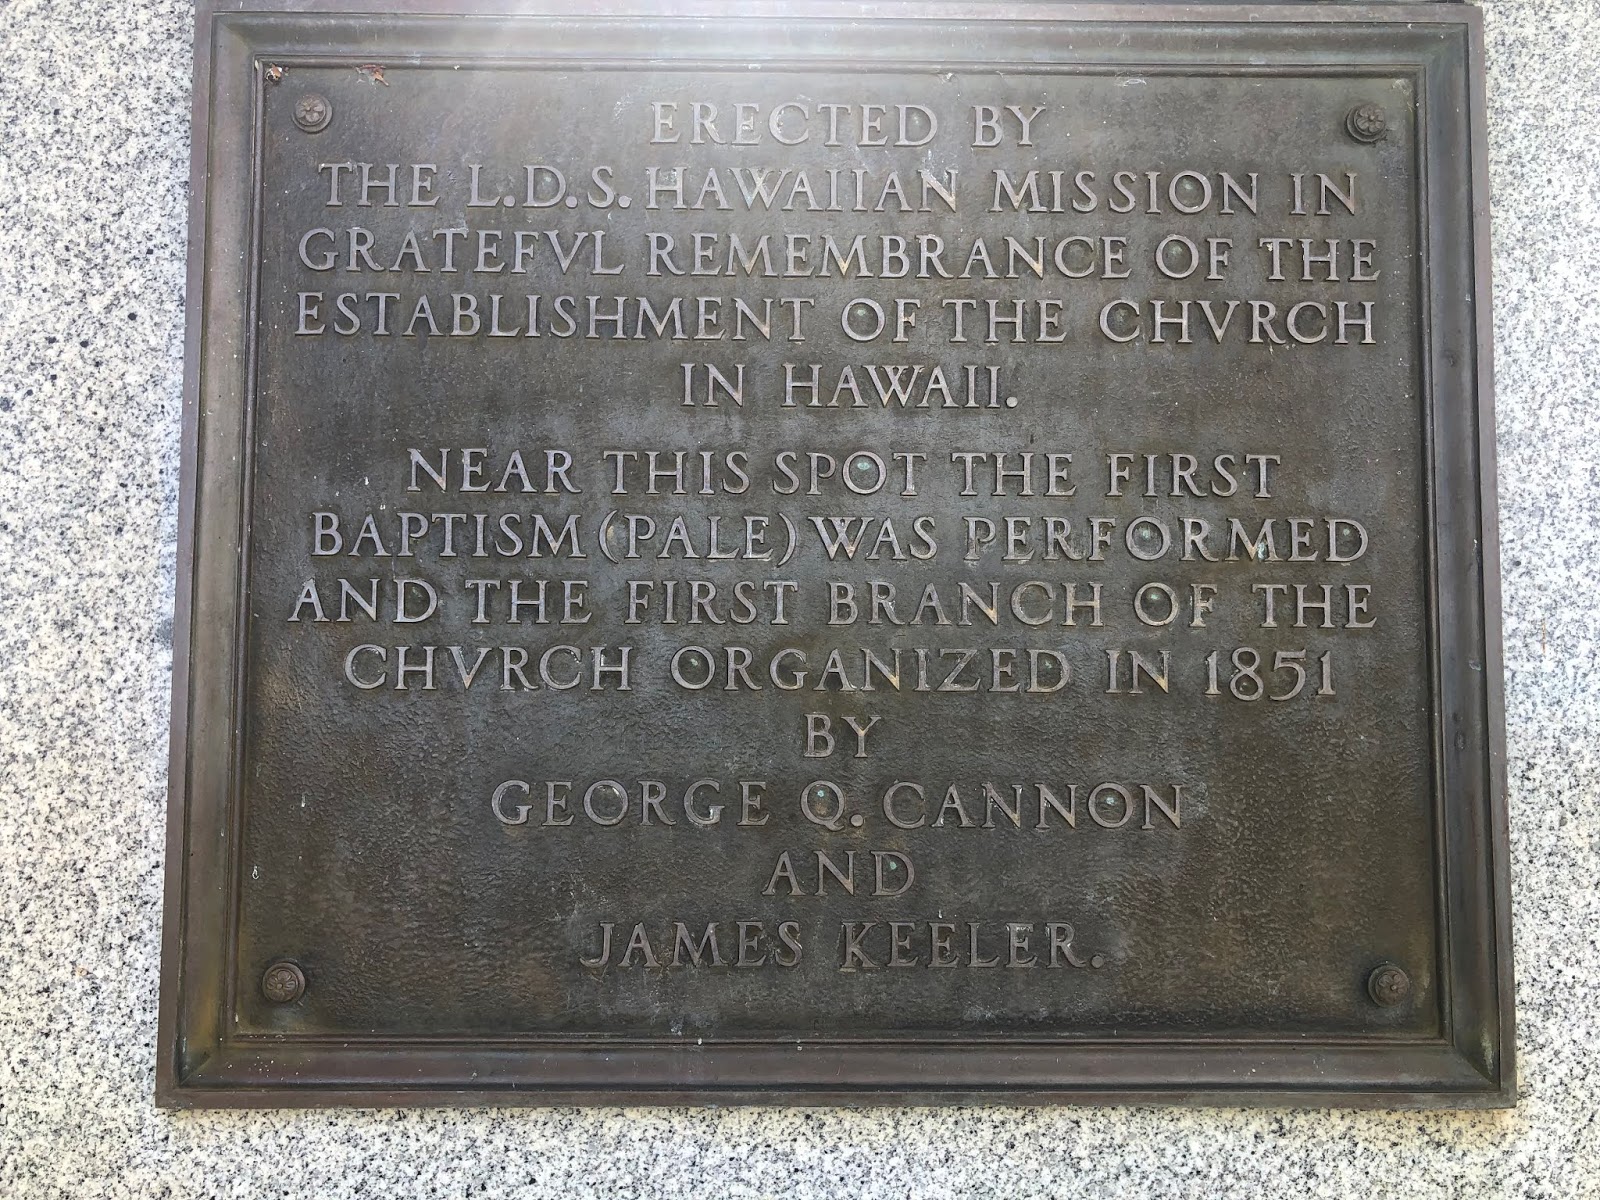 ERECTED BY
THE L.D.S. HAWAIIAN MISSION IN
GRATEFVL REMEMBRANCE OF THE
ESTABLISHMENT OF THE CHVRCH
IN HAWAII.
NEAR THIS SPOT THE FIRST
BAPTISM (PALE) WAS PERFORMED
AND THE FIRST BRANCH OF THE
CHVRCH ORGANIZED IN 1851
BY
GEORGE Q. CANNON
AND
JAMES KEELER.